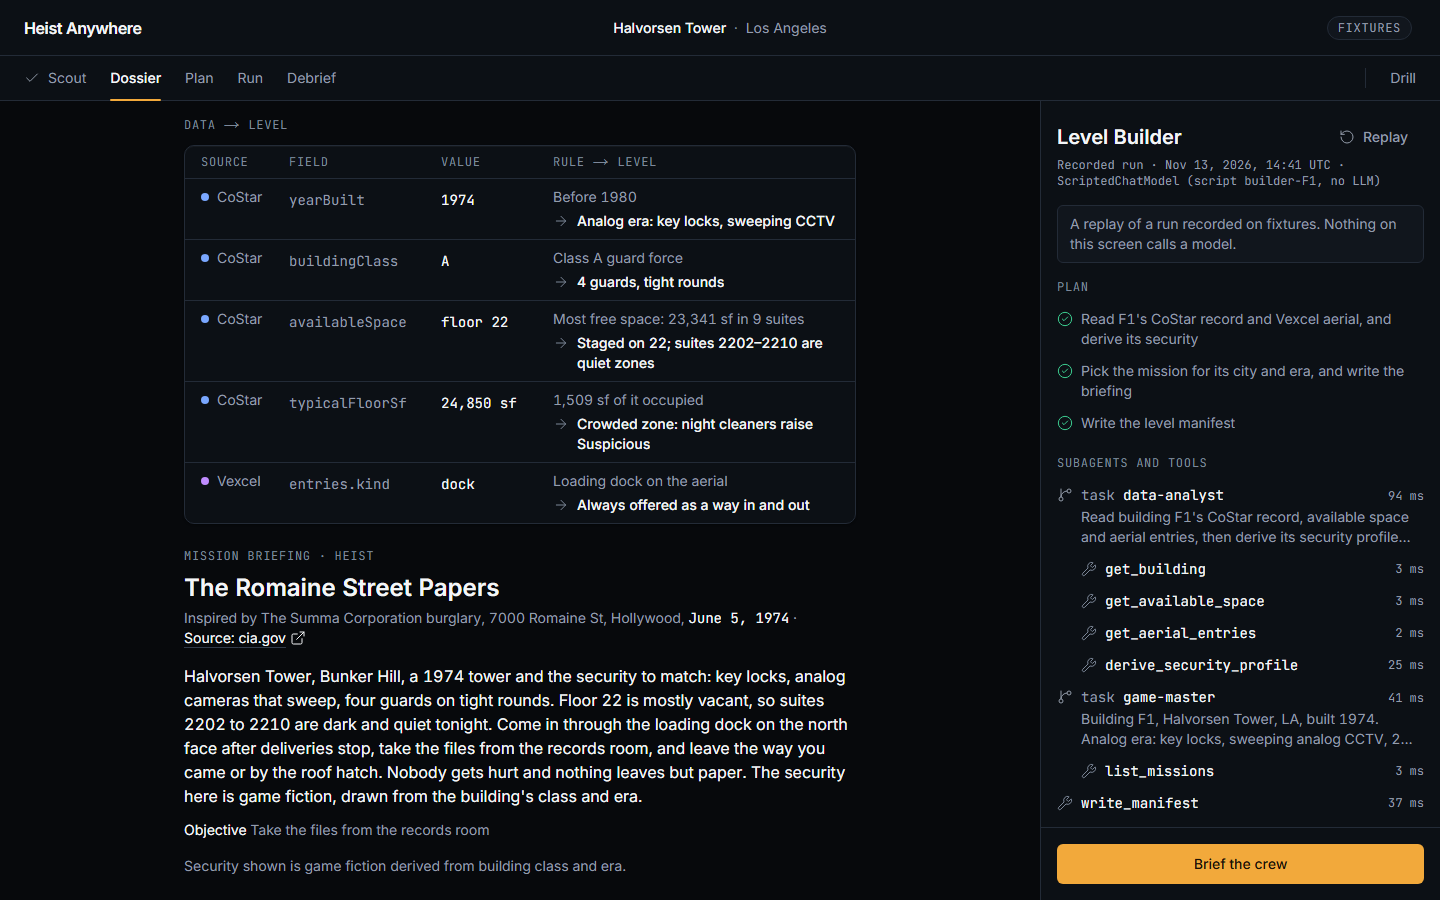 Heist Anywhere
Halvorsen Tower · Los Angeles
FIXTURES
Scout
Dossier
Plan
Run
Debrief
Drill
DATA → LEVEL
SOURCE FIELD VALUE RULE → LEVEL
CoStar yearBuilt 1974 Before 1980
→ Analog era: key locks, sweeping CCTV
CoStar buildingClass A Class A guard force
→ 4 guards, tight rounds
CoStar availableSpace floor 22 Most free space: 23,341 sf in 9 suites
→ Staged on 22; suites 2202–2210 are
quiet zones
CoStar typicalFloorSf 24,850 sf 1,509 sf of it occupied
→ Crowded zone: night cleaners raise
Suspicious
Vexcel entries.kind dock Loading dock on the aerial
→ Always offered as a way in and out
MISSION BRIEFING · HEIST
The Romaine Street Papers
Inspired by The Summa Corporation burglary, 7000 Romaine St, Hollywood, June 5, 1974 ·
Source: cia.gov
Halvorsen Tower, Bunker Hill, a 1974 tower and the security to match: key locks, analog
cameras that sweep, four guards on tight rounds. Floor 22 is mostly vacant, so suites
2202 to 2210 are dark and quiet tonight. Come in through the loading dock on the north
face after deliveries stop, take the files from the records room, and leave the way you
came or by the roof hatch. Nobody gets hurt and nothing leaves but paper. The security
here is game fiction, drawn from the building's class and era.
Objective Take the files from the records room
Security shown is game fiction derived from building class and era.
Level Builder
Replay
Recorded run · Nov 13, 2026, 14:41 UTC ·
ScriptedChatModel (script builder-F1, no LLM)
A replay of a run recorded on fixtures. Nothing on
this screen calls a model.
PLAN
Read F1's CoStar record and Vexcel aerial, and
derive its security
Pick the mission for its city and era, and write the
briefing
Write the level manifest
SUBAGENTS AND TOOLS
task data-analyst 94 ms
Read building F1's CoStar record, available space
and aerial entries, then derive its security profile...
get_building 3 ms
get_available_space 3 ms
get_aerial_entries 2 ms
derive_security_profile 25 ms
task game-master 41 ms
Building F1, Halvorsen Tower, LA, built 1974.
Analog era: key locks, sweeping analog CCTV, 2...
list_missions 3 ms
write_manifest 37 ms
Brief the crew